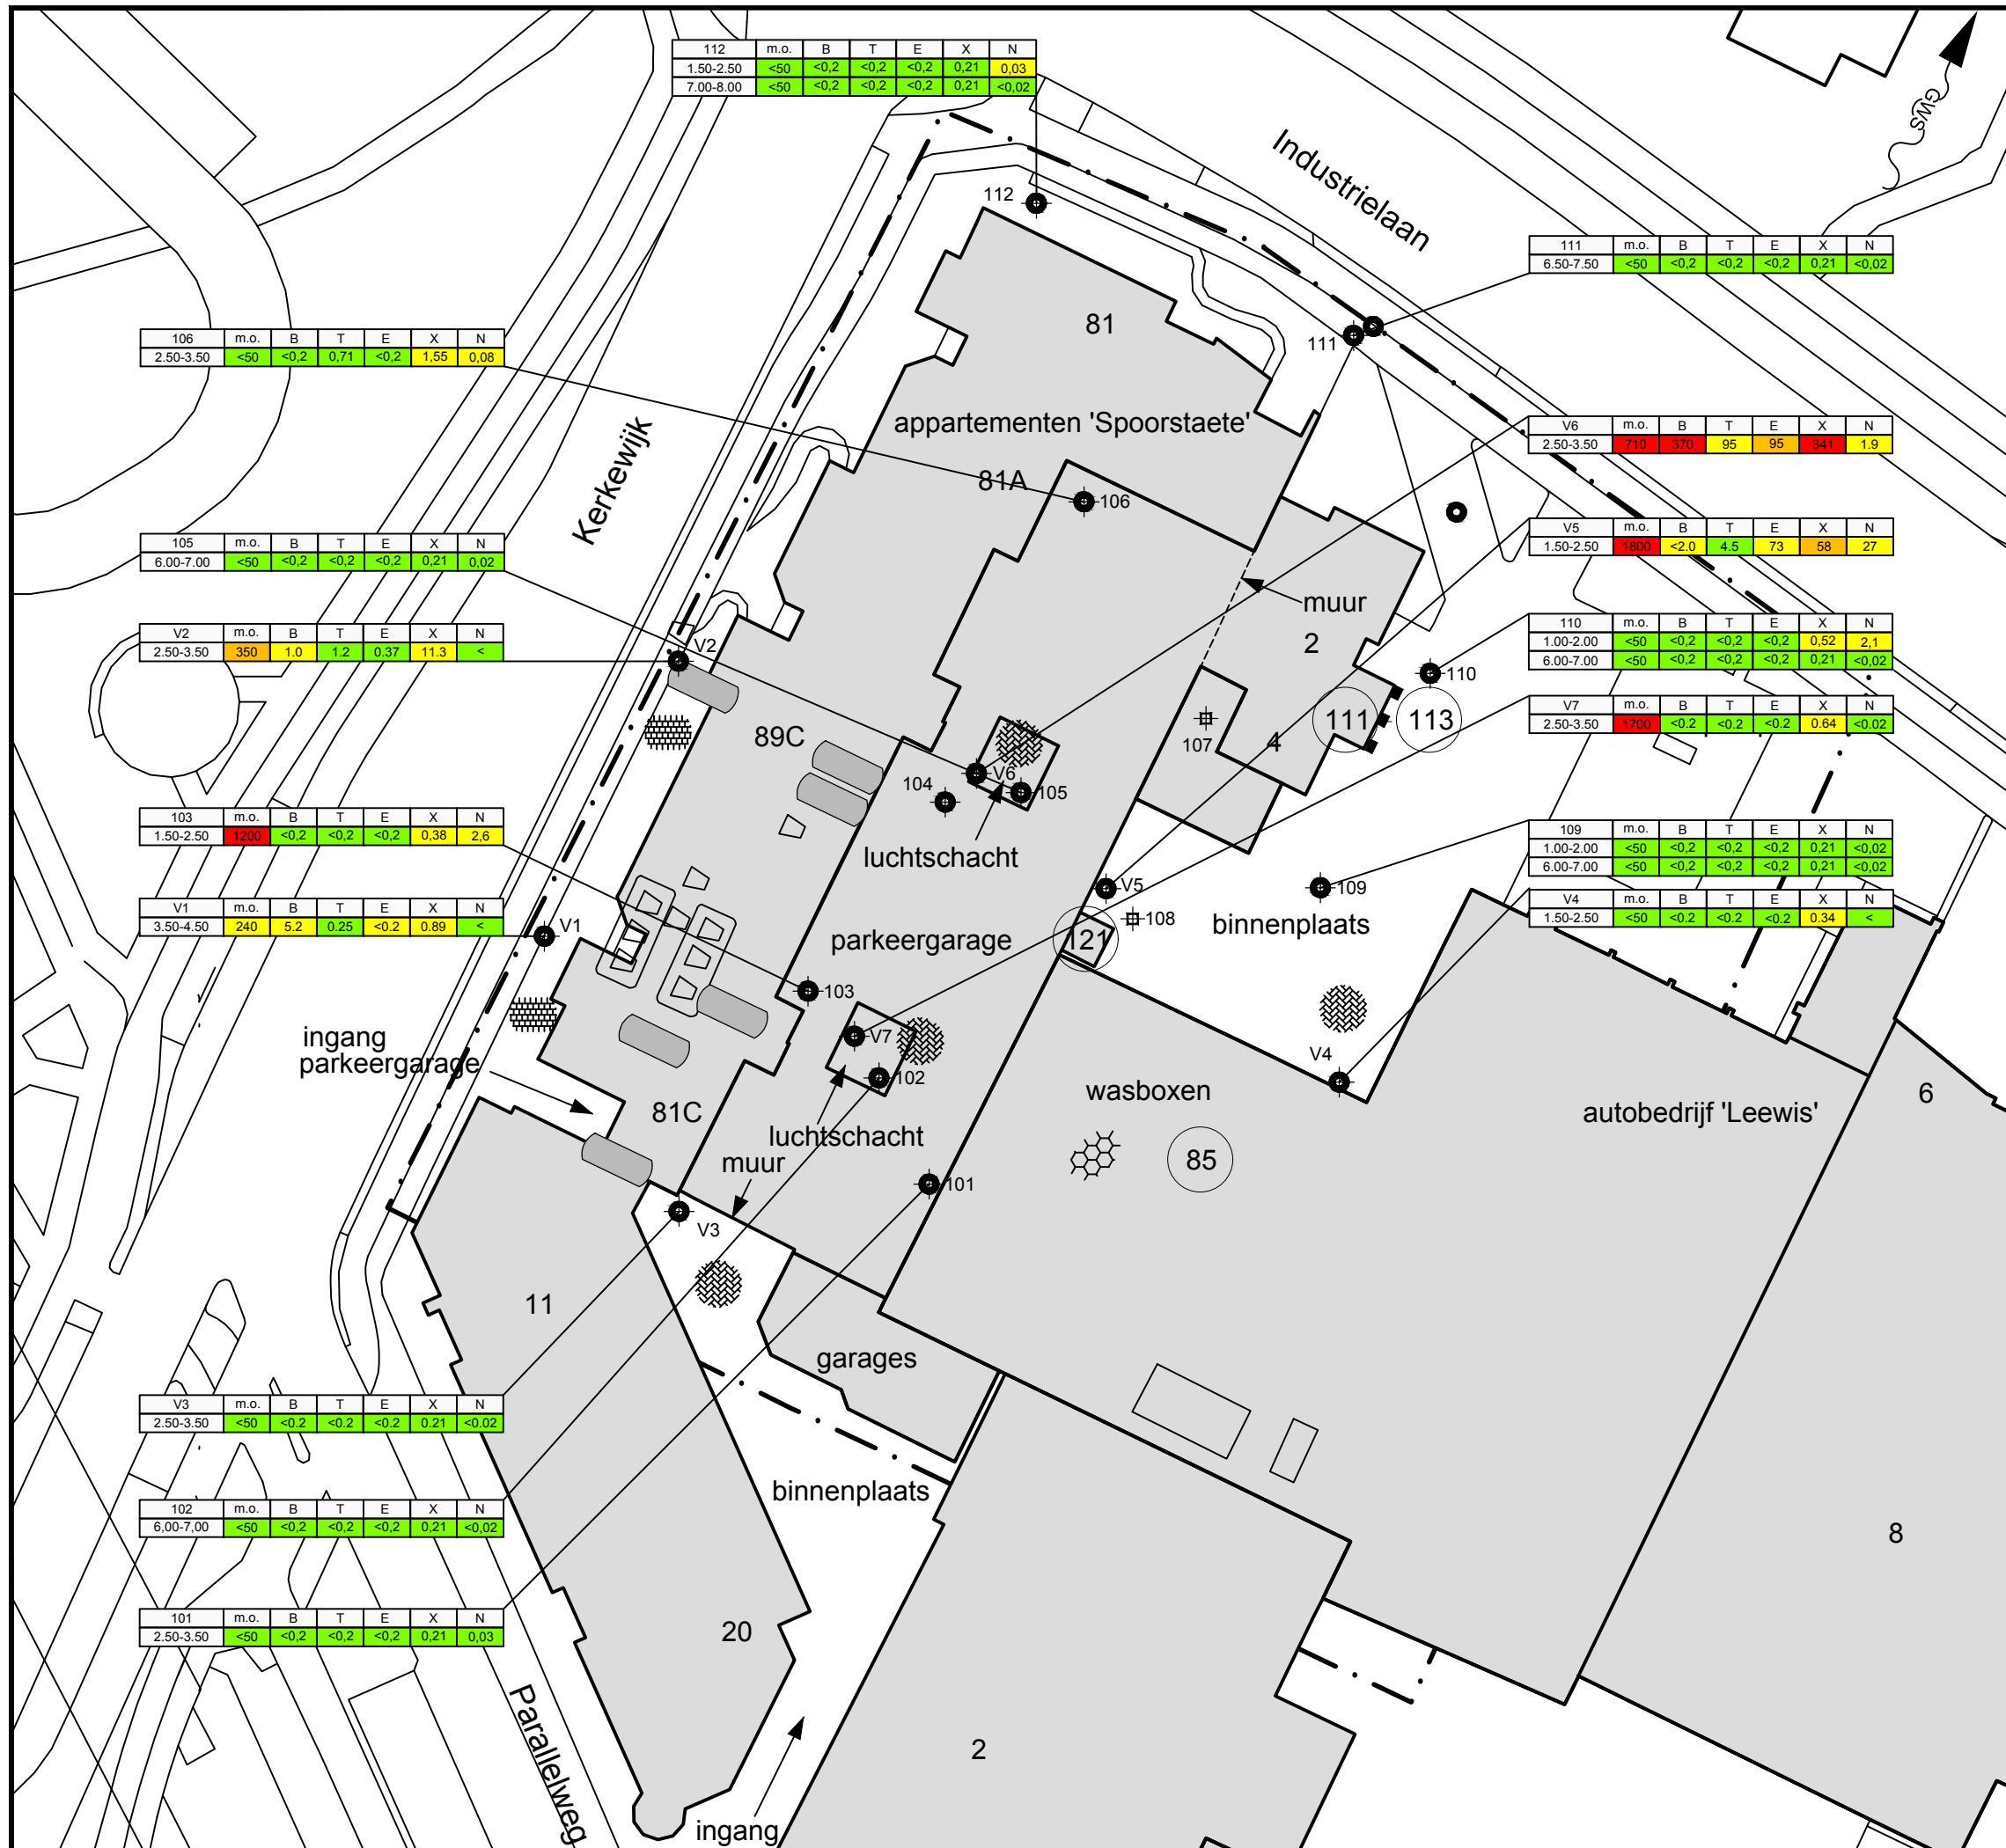 112 m.o. B T E X N
1.50-2.50 <50 <0,2 <0,2 <0,2 0,21 0,03
7.00-8.00 <50 <0,2 <0,2 <0,2 0,21 <0,02
GWS
Industrielaan
112
111 m.o. B T E X N
6.50-7.50 <50 <0,2 <0,2 <0,2 0,21 <0,02
81
111
106 m.o. B T E X N
2.50-3.50 <50 <0,2 0,71 <0,2 1,55 0,08
appartementen 'Spoorstaete'
Kerkewijk
V6 m.o. B T E X N
2.50-3.50 710 370 95 95 341 1.9
81A
106
105 m.o. B T E X N
6.00-7.00 <50 <0,2 <0,2 <0,2 0,21 0,02
V5 m.o. B T E X N
1.50-2.50 1800 <2.0 4.5 73 58 27
muur
2
V2 m.o. B T E X N
2.50-3.50 350 1.0 1.2 0.37 11.3 <
V2
110 m.o. B T E X N
1.00-2.00 <50 <0,2 <0,2 <0,2 0,52 2,1
6.00-7.00 <50 <0,2 <0,2 <0,2 0,21 <0,02
110
V7 m.o. B T E X N
2.50-3.50 1700 <0.2 <0.2 <0.2 0.64 <0.02
89C
111
113
107
4
V6
104
105
103 m.o. B T E X N
1.50-2.50 1200 <0,2 <0,2 <0,2 0,38 2,6
luchtschacht
109 m.o. B T E X N
1.00-2.00 <50 <0,2 <0,2 <0,2 0,21 <0,02
6.00-7.00 <50 <0,2 <0,2 <0,2 0,21 <0,02
V5
109
V1 m.o. B T E X N
3.50-4.50 240 5.2 0.25 <0.2 0.89 <
V4 m.o. B T E X N
1.50-2.50 <50 <0.2 <0.2 <0.2 0.34 <
V1
108
binnenplaats
parkeergarage
121
103
ingang
parkeergarage
V7
V4
102
wasboxen
6
81C
autobedrijf 'Leewis'
luchtschacht
muur
85
101
V3
11
garages
V3 m.o. B T E X N
2.50-3.50 <50 <0.2 <0.2 <0.2 0.21 <0.02
binnenplaats
102 m.o. B T E X N
6,00-7,00 <50 <0,2 <0,2 <0,2 0,21 <0,02
8
101 m.o. B T E X N
2.50-3.50 <50 <0,2 <0,2 <0,2 0,21 0,03
20
Parallelweg
2
ingang